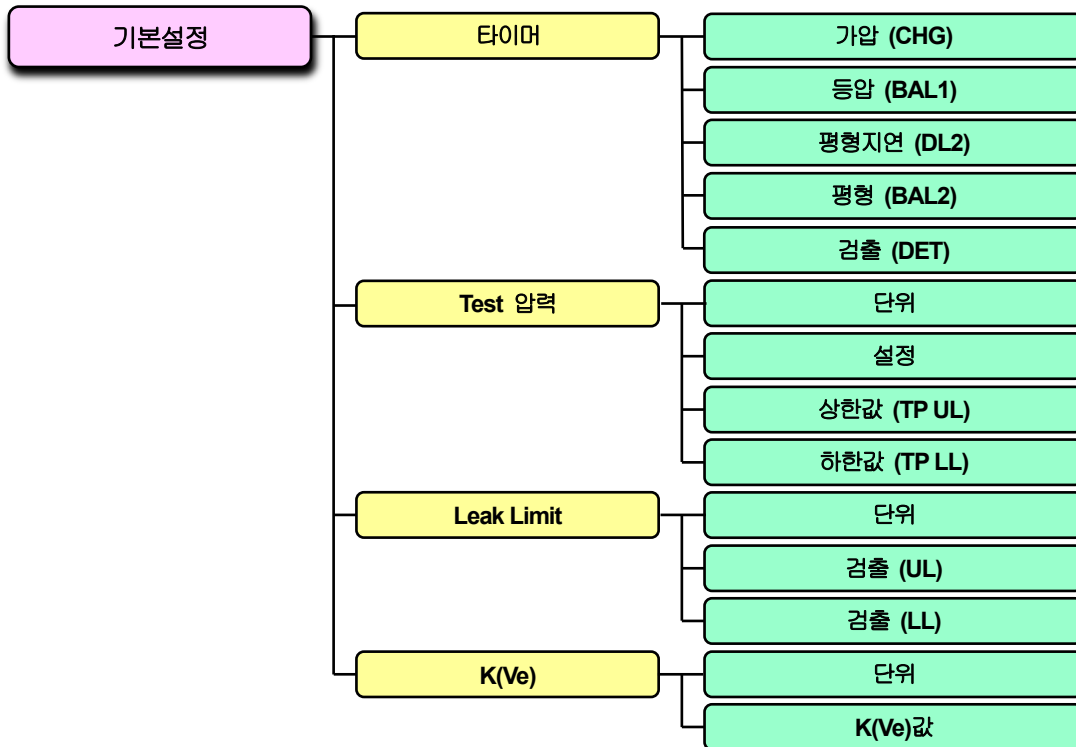 기본설정
타이머
가압 (CHG)
등압 (BAL1)
평형지연 (DL2)
평형 (BAL2)
검출 (DET)
Test 압력
단위
설정
상한값 (TP UL)
하한값 (TP LL)
Leak Limit
단위
검출 (UL)
검출 (LL)
K(Ve)
단위
K(Ve)값